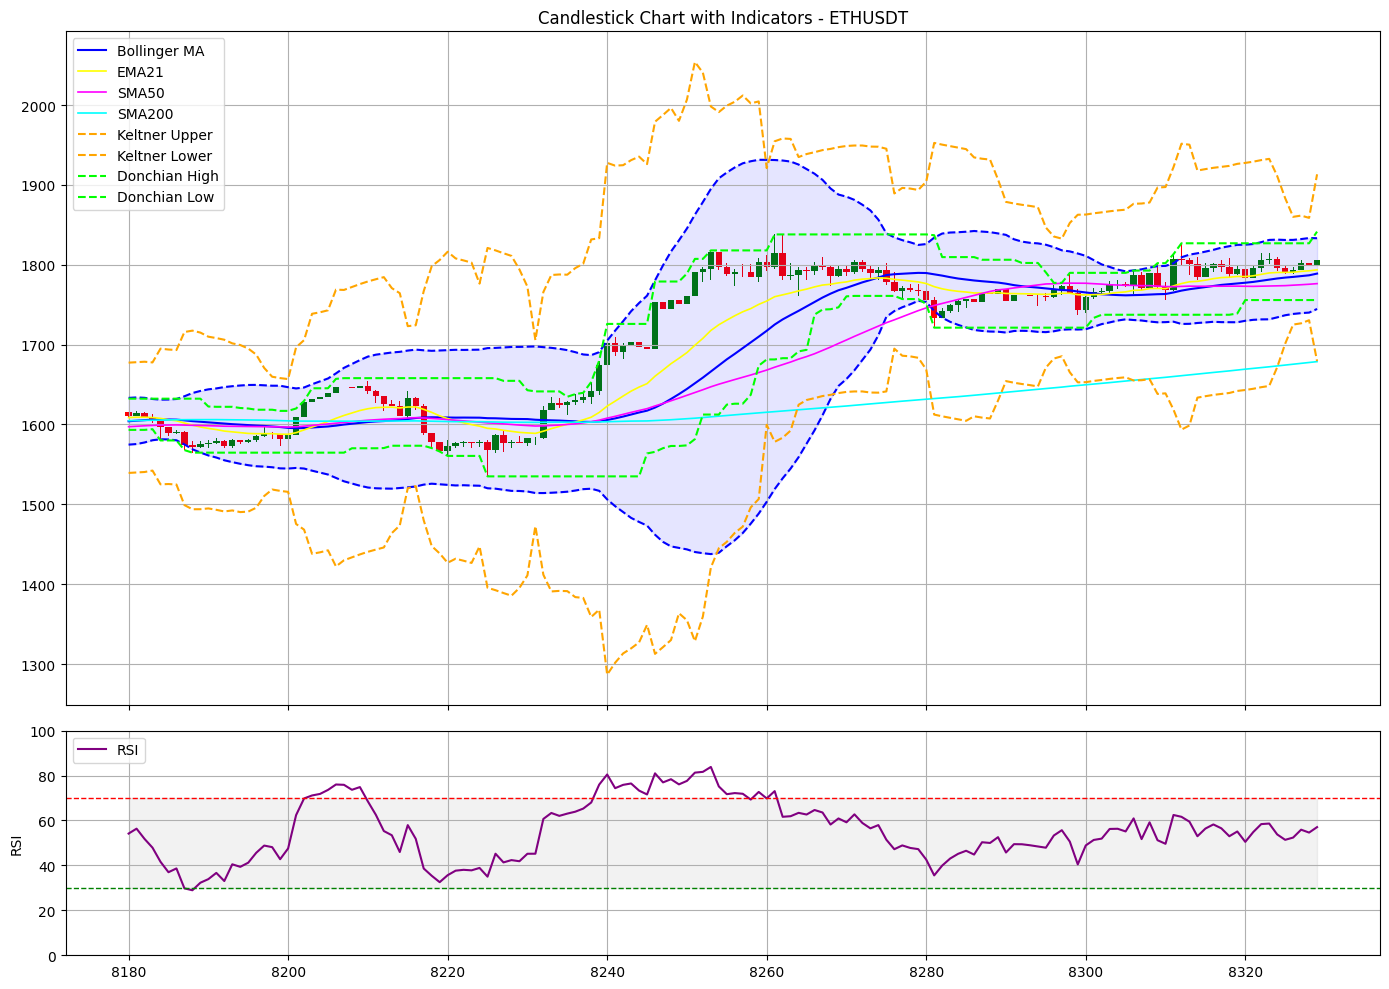 Candlestick Chart with Indicators - ETHUSDT
Bollinger MA
EMA21
SMA50
SMA200
Keltner Upper
Keltner Lower
Donchian High
Donchian Low
2000
1900
1800
1700
1600
1500
1400
1300
RSI
100
80
60
40
20
0
RSI
8180
8200
8220
8240
8260
8280
8300
8320